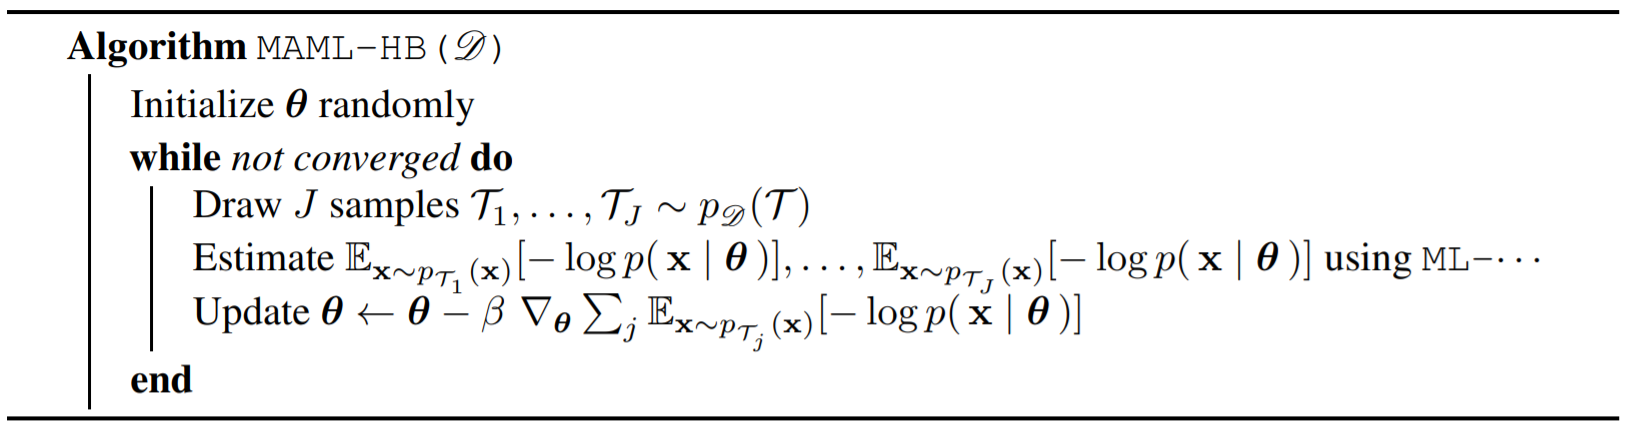 Algorithm MAML-HB(𝒟)
Initialize θ randomly
while not converged do
Draw J samples 𝒯₁, . . . , 𝒯_J ∼ p_𝒟(𝒯)
Estimate 𝔼_{x∼p_{𝒯₁}(x)}[− log p( x | θ )], . . . , 𝔼_{x∼p_{𝒯_J}(x)}[− log p( x | θ )] using ML-···
Update θ ← θ − β ∇_θ ∑_j 𝔼_{x∼p_{𝒯_j}(x)}[− log p( x | θ )]
end